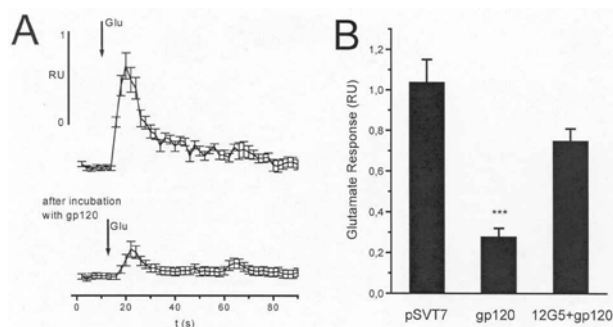 A
Glu
1
RU
0
after incubation
with gp120
Glu
0 20 40 60 80
t (s)
B
Glutamate Response (RU)
1,2
1,0
0,8
0,6
0,4
0,2
0,0
***
pSVT7 gp120 12G5+gp120